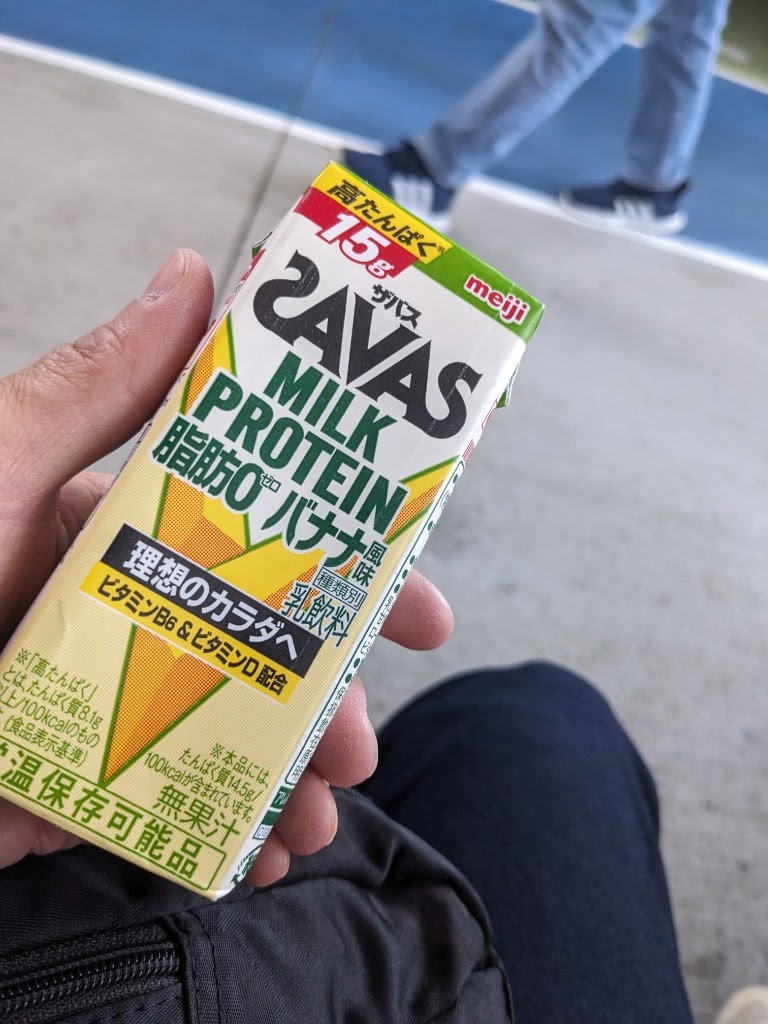 高たんぱく※
15g
meiji
ザバス
SAVAS
MILK
PROTEIN
脂肪0ゼロ バナナ風味
種類別
乳飲料
理想のカラダへ
ビタミンB6&ビタミンD配合
※「高たんぱく」
とは、たんぱく質8.1g
以上/100kcalのもの
(食品表示基準)
※本品には、
たんぱく質14.5g/
100kcalが含まれています。
無果汁
温保存可能品